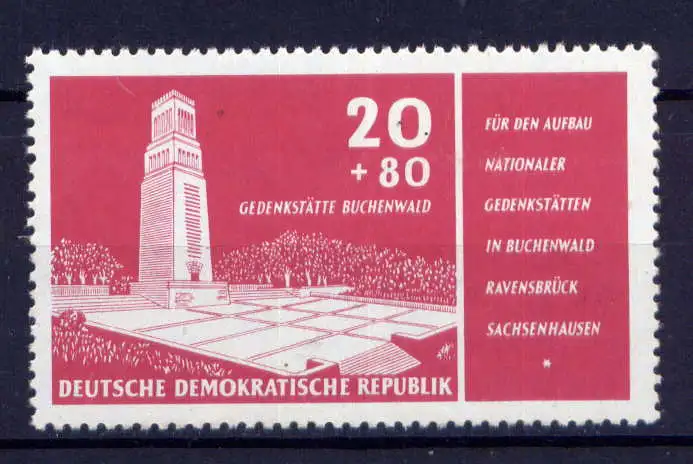 20
+ 80
GEDENKSTÄTTE BUCHENWALD
DEUTSCHE DEMOKRATISCHE REPUBLIK
FÜR DEN AUFBAU
NATIONALER
GEDENKSTÄTTEN
IN BUCHENWALD
RAVENSBRÜCK
SACHSENHAUSEN
*